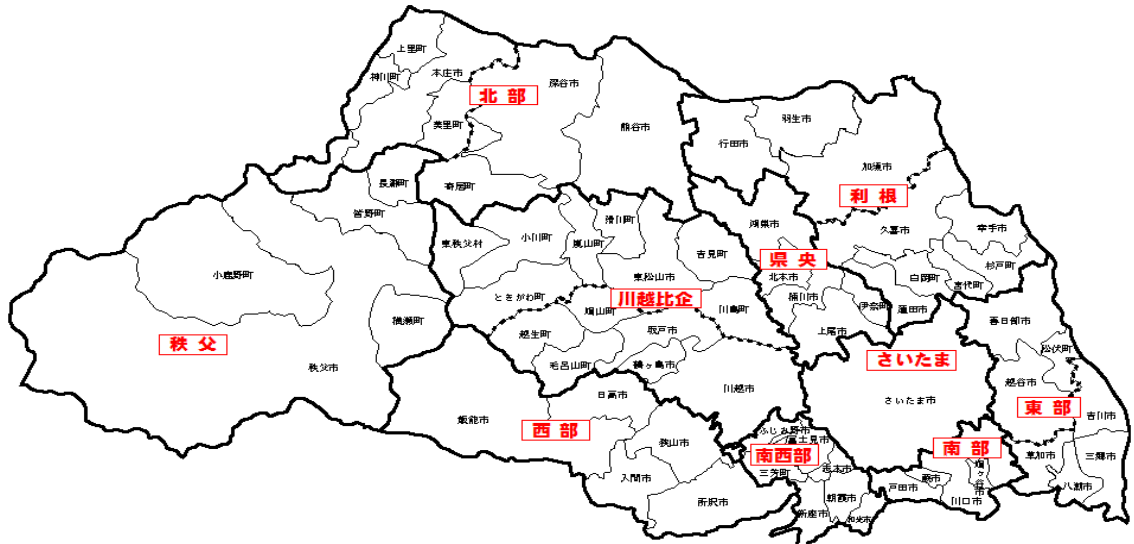 上里町
神川町
本庄市
美里町
北部
深谷市
熊谷市
寄居町
長瀞町
皆野町
小鹿野町
横瀬町
秩父
秩父市
行田市
羽生市
加須市
利根
久喜市
幸手市
杉戸町
白岡町
宮代町
蓮田市
鴻巣市
県央
北本市
桶川市
伊奈町
上尾市
東秩父村
小川町
嵐山町
滑川町
吉見町
東松山市
ときがわ町
川越比企
鳩山町
川島町
越生町
坂戸市
毛呂山町
鶴ヶ島市
川越市
飯能市
日高市
西部
狭山市
入間市
所沢市
ふじみ野市
富士見市
南西部
三芳町
志木市
朝霞市
新座市
和光市
さいたま
さいたま市
南部
戸田市
蕨市
鳩ヶ谷市
川口市
春日部市
松伏町
越谷市
東部
吉川市
草加市
三郷市
八潮市